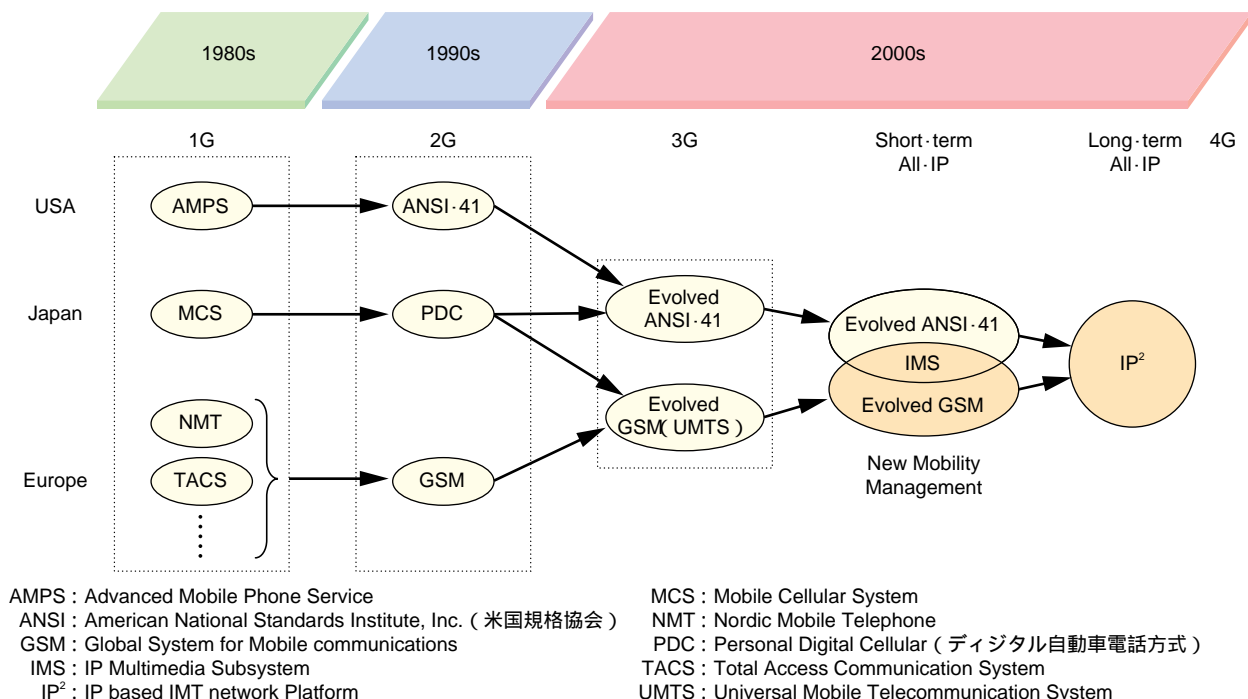 1980s
1990s
2000s
1G
2G
3G
Short·term
All·IP
Long·term
All·IP
4G
USA
AMPS
ANSI·41
Japan
MCS
PDC
Evolved
ANSI·41
Evolved ANSI·41
IMS
Evolved GSM
IP²
NMT
Evolved
GSM(UMTS)
Europe
TACS
GSM
New Mobility
Management
AMPS:Advanced Mobile Phone Service
ANSI:American National Standards Institute, Inc.(米国規格協会)
GSM:Global System for Mobile communications
IMS:IP Multimedia Subsystem
IP²:IP based IMT network Platform
MCS:Mobile Cellular System
NMT:Nordic Mobile Telephone
PDC:Personal Digital Cellular(ディジタル自動車電話方式)
TACS:Total Access Communication System
UMTS:Universal Mobile Telecommunication System